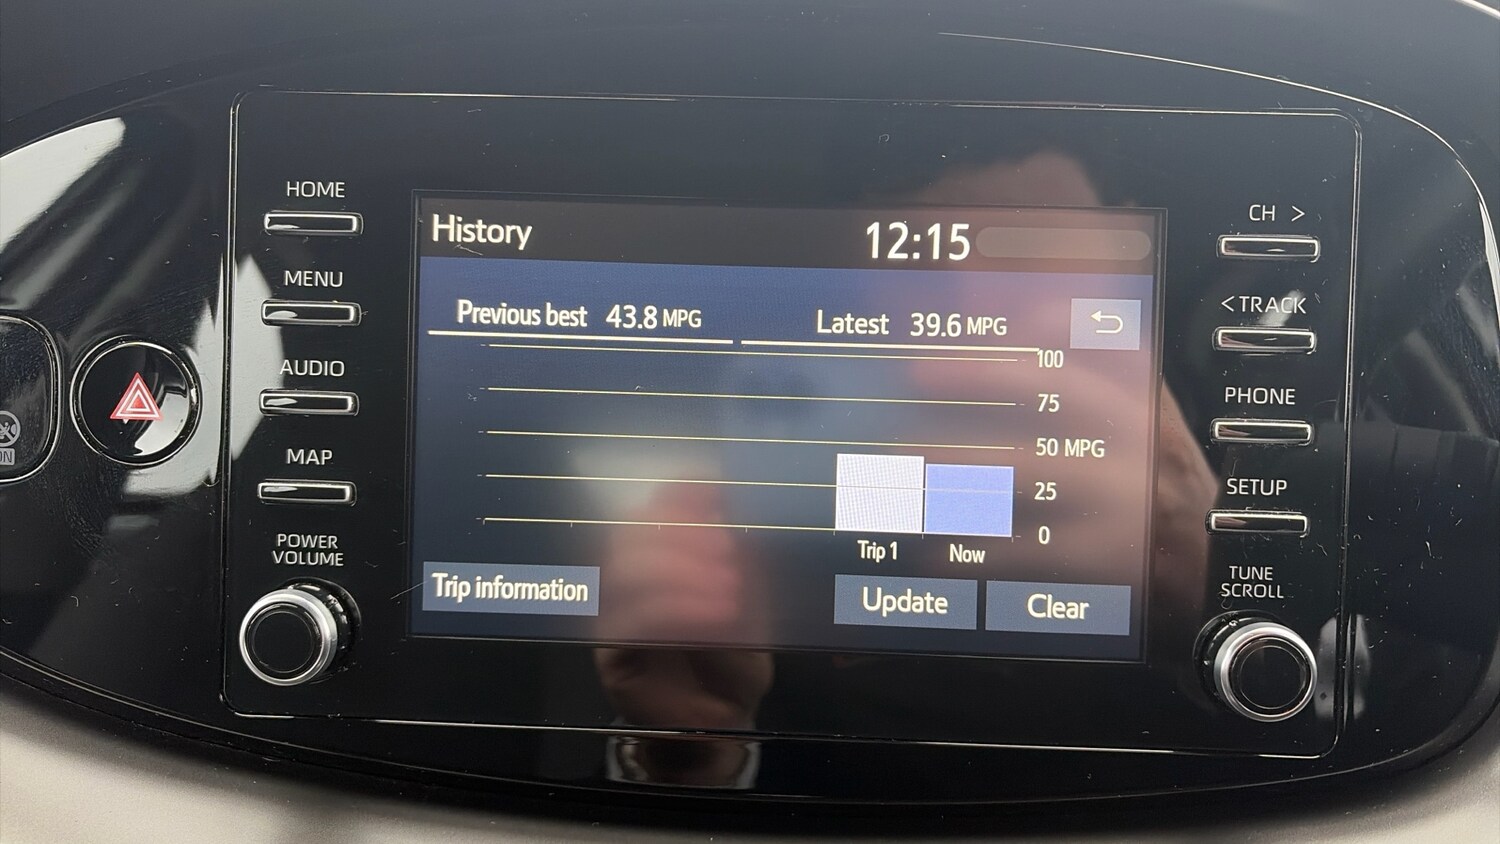 HOME
MENU
AUDIO
MAP
POWER
VOLUME
History
12:15
Previous best 43.8 MPG
Latest 39.6 MPG
100
75
50 MPG
25
0
Trip 1
Now
Trip information
Update
Clear
CH >
< TRACK
PHONE
SETUP
TUNE
SCROLL